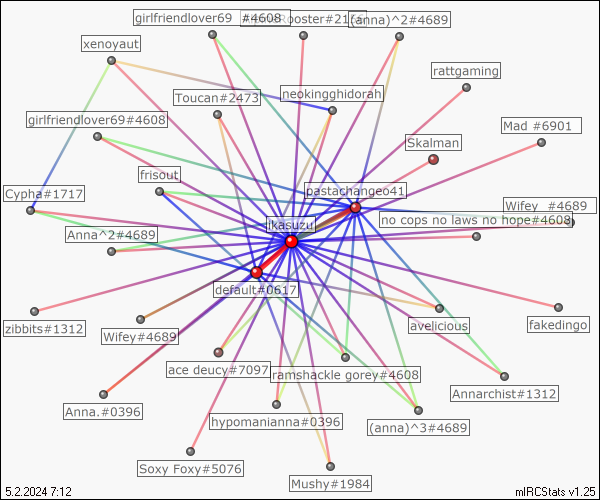 girlfriendlover69 #4608
Rooster#21
(anna)^2#4689
xenoyaut
rattgaming
Toucan#2473
neokingghidorah
girlfriendlover69#4608
Mad #6901
Skalman
frisout
pastachangeo41
Cypha#1717
Wifey #4689
no cops no laws no hope#4608
Anna^2#4689
ikasuzu
default#0617
zibbits#1312
Wifey#4689
avelicious
fakedingo
ace deucy#7097
ramshackle gorey#4608
Annarchist#1312
Anna.#0396
hypomanianna#0396
(anna)^3#4689
Soxy Foxy#5076
Mushy#1984
5.2.2024 7:12
mIRCStats v1.25